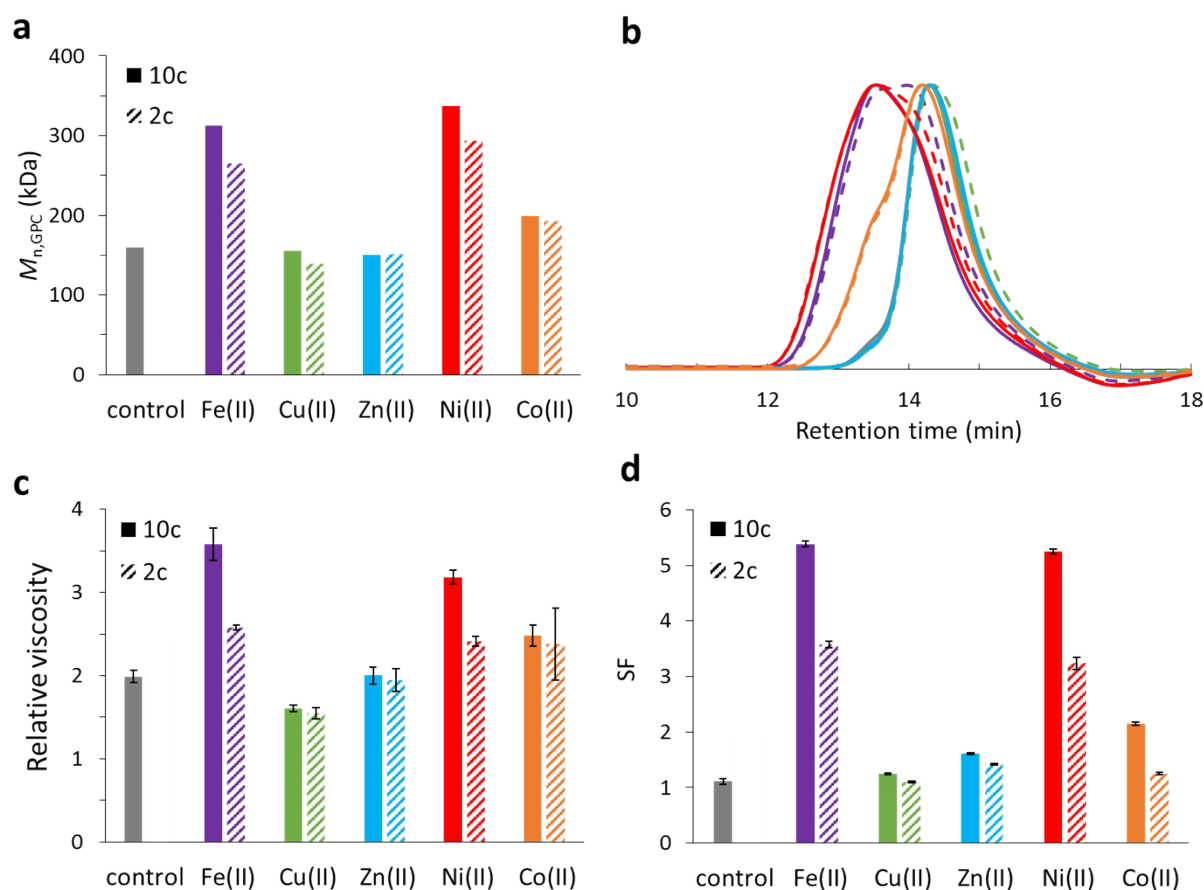 a
400
300
200
100
0
M n,GPC (kDa)
10c
2c
control Fe(II) Cu(II) Zn(II) Ni(II) Co(II)
b
10 12 14 16 18
Retention time (min)
c
4
3
2
1
0
Relative viscosity
10c
2c
control Fe(II) Cu(II) Zn(II) Ni(II) Co(II)
d
6
5
4
3
2
1
0
SF
10c
2c
control Fe(II) Cu(II) Zn(II) Ni(II) Co(II)